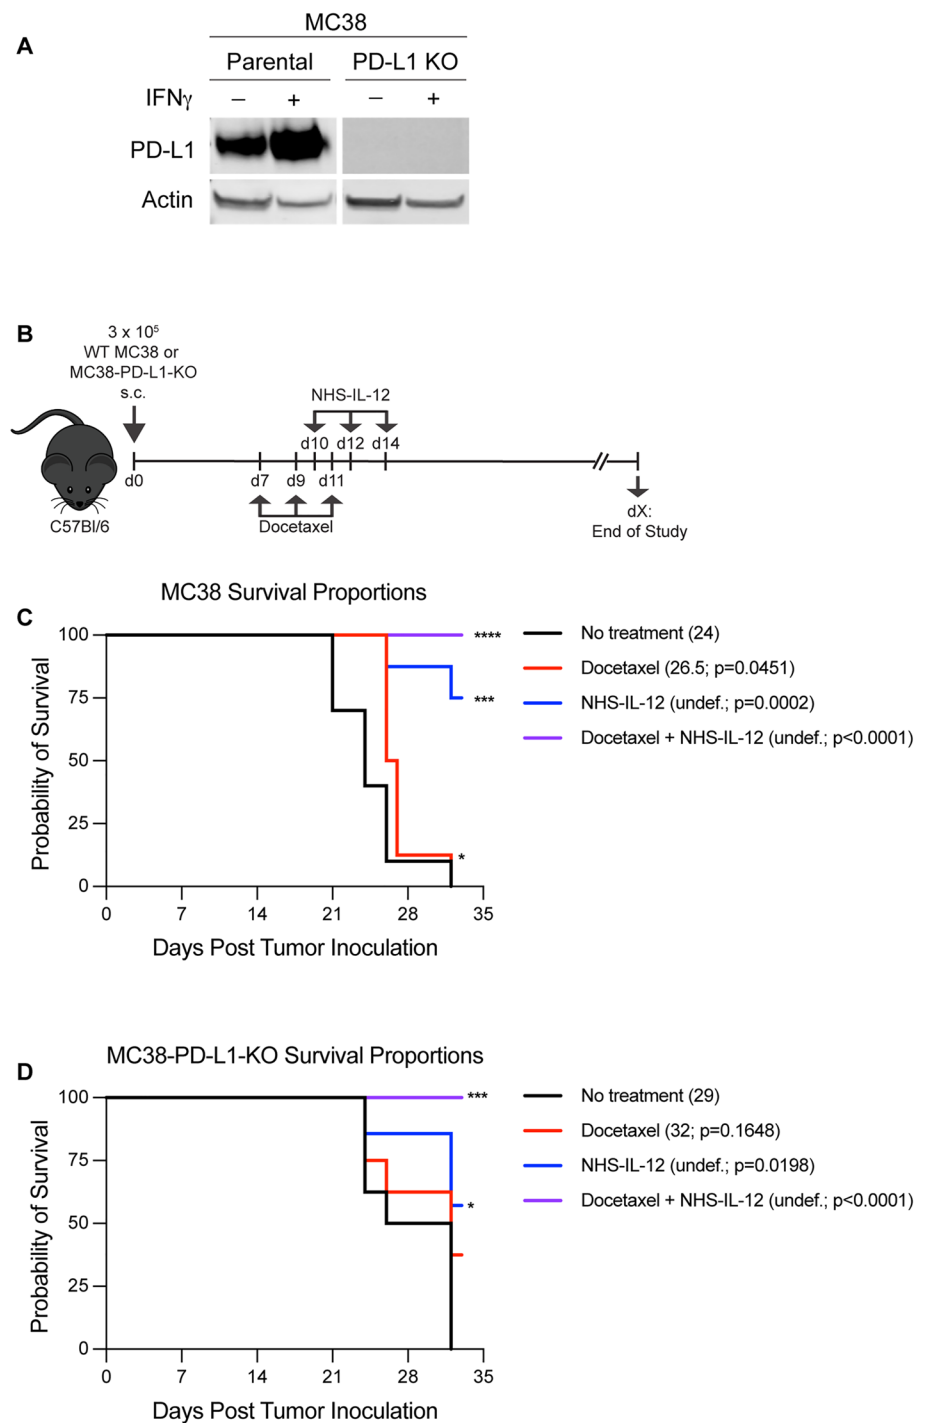 A
MC38
Parental PD-L1 KO
IFNγ – + – +
PD-L1
Actin
B
3 x 10⁵
WT MC38 or
MC38-PD-L1-KO
s.c.
NHS-IL-12
d10 d12 d14
d0 d7 d9 d11
Docetaxel
C57Bl/6
dX:
End of Study
MC38 Survival Proportions
C
Probability of Survival
100
75
50
25
0
0 7 14 21 28 35
Days Post Tumor Inoculation
****
***
*
No treatment (24)
Docetaxel (26.5; p=0.0451)
NHS-IL-12 (undef.; p=0.0002)
Docetaxel + NHS-IL-12 (undef.; p<0.0001)
MC38-PD-L1-KO Survival Proportions
D
Probability of Survival
100
75
50
25
0
0 7 14 21 28 35
Days Post Tumor Inoculation
***
*
No treatment (29)
Docetaxel (32; p=0.1648)
NHS-IL-12 (undef.; p=0.0198)
Docetaxel + NHS-IL-12 (undef.; p<0.0001)